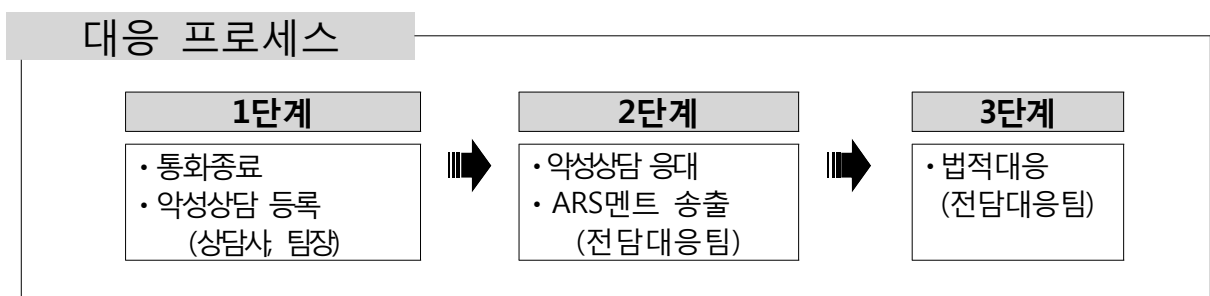 대응 프로세스
1단계
・통화종료
・악성상담 등록
(상담사, 팀장)
2단계
・악성상담 응대
・ARS멘트 송출
(전담대응팀)
3단계
・법적대응
(전담대응팀)